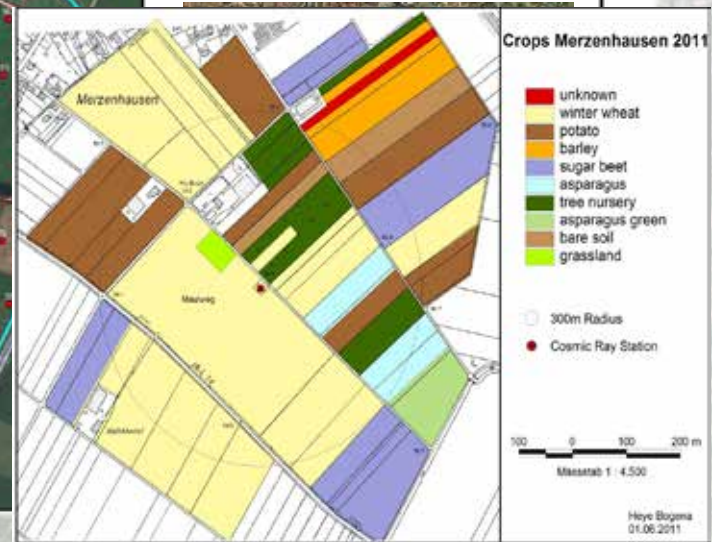 Crops Merzenhausen 2011
unknown
winter wheat
potato
barley
sugar beet
asparagus
tree nursery
asparagus green
bare soil
grassland
300m Radius
Cosmic Ray Station
100 0 100 200 m
Massstab 1 : 4.500
Heye Bogena
01.06.2011
Merzenhausen